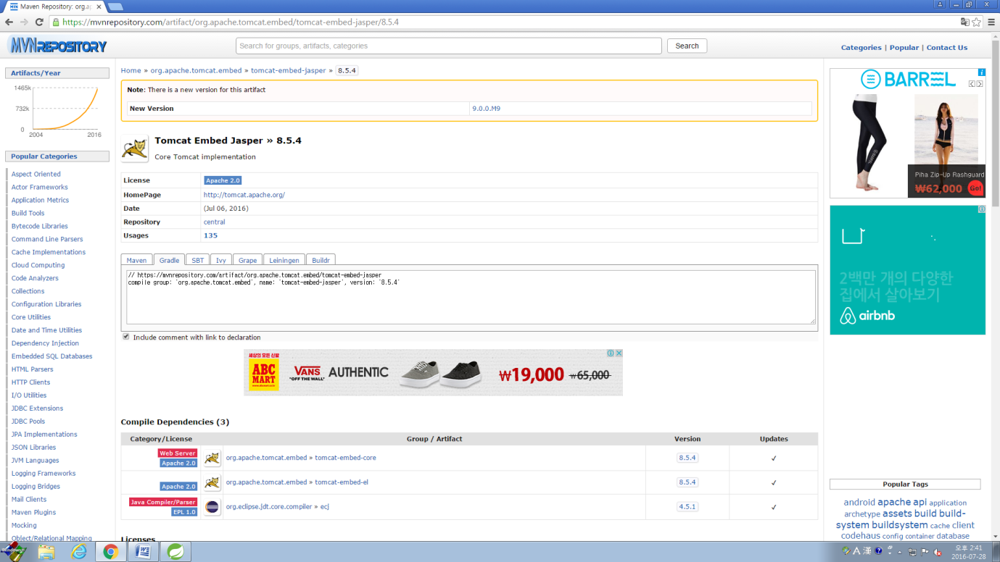 Maven Repository: org.a
https://mvnrepository.com/artifact/org.apache.tomcat.embed/tomcat-embed-jasper/8.5.4
MVNREPOSITORY
Search for groups, artifacts, categories
Search
Categories | Popular | Contact Us
Artifacts/Year
1465k
732k
0
2004 2016
Popular Categories
Aspect Oriented
Actor Frameworks
Application Metrics
Build Tools
Bytecode Libraries
Command Line Parsers
Cache Implementations
Cloud Computing
Code Analyzers
Collections
Configuration Libraries
Core Utilities
Date and Time Utilities
Dependency Injection
Embedded SQL Databases
HTML Parsers
HTTP Clients
I/O Utilities
JDBC Extensions
JDBC Pools
JPA Implementations
JSON Libraries
JVM Languages
Logging Frameworks
Logging Bridges
Mail Clients
Maven Plugins
Mocking
Object/Relational Mapping
Home » org.apache.tomcat.embed » tomcat-embed-jasper » 8.5.4
Note: There is a new version for this artifact
New Version 9.0.0.M9
Tomcat Embed Jasper » 8.5.4
Core Tomcat implementation
License Apache 2.0
HomePage http://tomcat.apache.org/
Date (Jul 06, 2016)
Repository central
Usages 135
Maven Gradle SBT Ivy Grape Leiningen Buildr
// https://mvnrepository.com/artifact/org.apache.tomcat.embed/tomcat-embed-jasper
compile group: 'org.apache.tomcat.embed', name: 'tomcat-embed-jasper', version: '8.5.4'
Include comment with link to declaration
세상의 모든 신발
ABC
MART
VANS
"OFF THE WALL"
AUTHENTIC
₩19,000 ₩65,000
Compile Dependencies (3)
Category/License Group / Artifact Version Updates
Web Server
Apache 2.0
org.apache.tomcat.embed » tomcat-embed-core 8.5.4 ✓
Apache 2.0
org.apache.tomcat.embed » tomcat-embed-el 8.5.4 ✓
Java Compiler/Parser
EPL 1.0
org.eclipse.jdt.core.compiler » ecj 4.5.1 ✓
Licenses
BARREL
Piha Zip-Up Rashguard
₩62,000 Go!
2백만 개의 다양한
집에서 살아보기
airbnb
Popular Tags
android apache api application
archetype assets build build-
system buildsystem cache client
codehaus config container database
Windows
A 漢
오후 2:41
2016-07-28